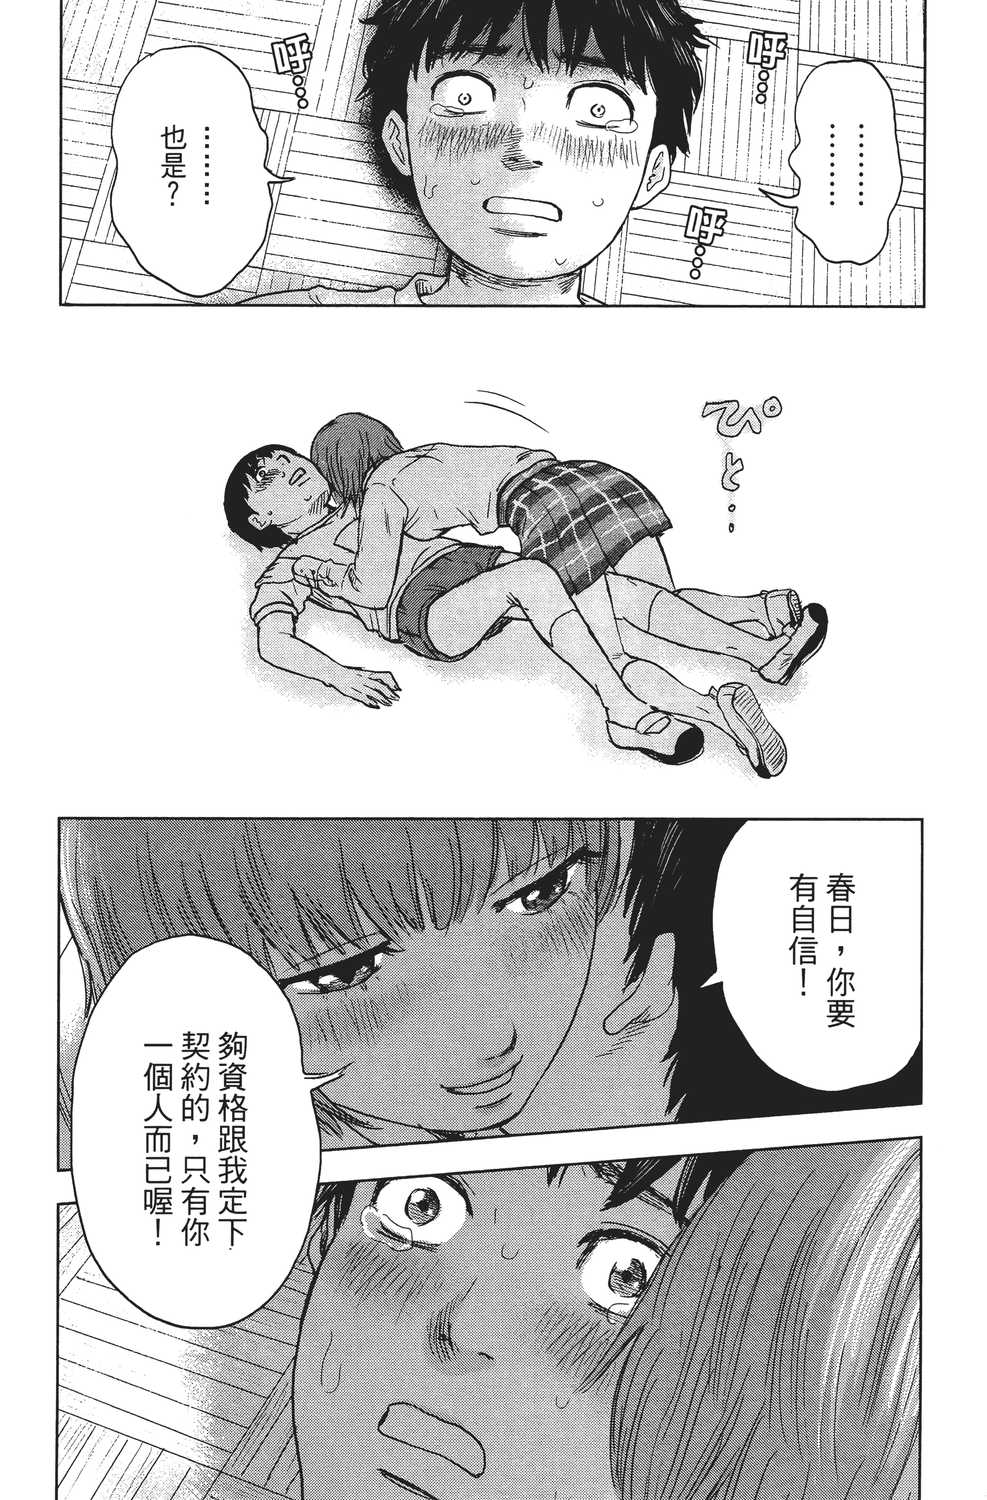 …………
…………
呼…
呼…
呼…
……
也是?
ぴと…
春日，你要
有自信！
夠資格跟我定下
契約的，只有你
一個人而已喔！